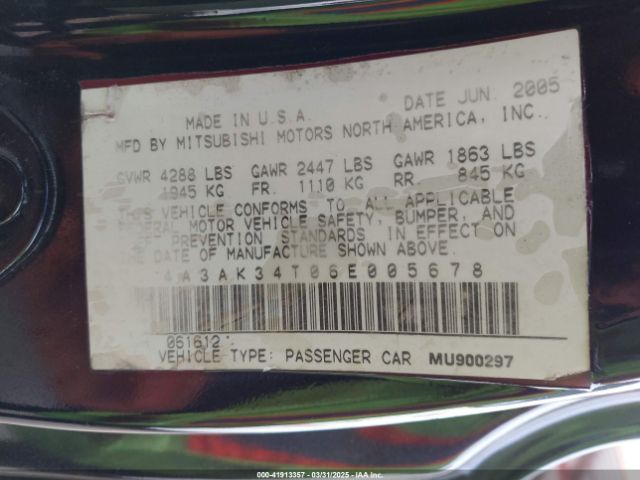 MADE IN U.S.A. DATE JUN. 2005
MFD BY MITSUBISHI MOTORS NORTH AMERICA, INC.
GVWR 4288 LBS GAWR 2447 LBS GAWR 1863 LBS
1945 KG FR. 1110 KG RR. 845 KG
THIS VEHICLE CONFORMS TO ALL APPLICABLE
FEDERAL MOTOR VEHICLE SAFETY, BUMPER, AND
PREVENTION STANDARDS IN EFFECT ON
THE DATE OF MANUFACTURE SHOWN ABOVE.
4A3AK34T06E005678
061612
VEHICLE TYPE: PASSENGER CAR MU900297
000-41913357 | 03/31/2025 - IAA Inc.